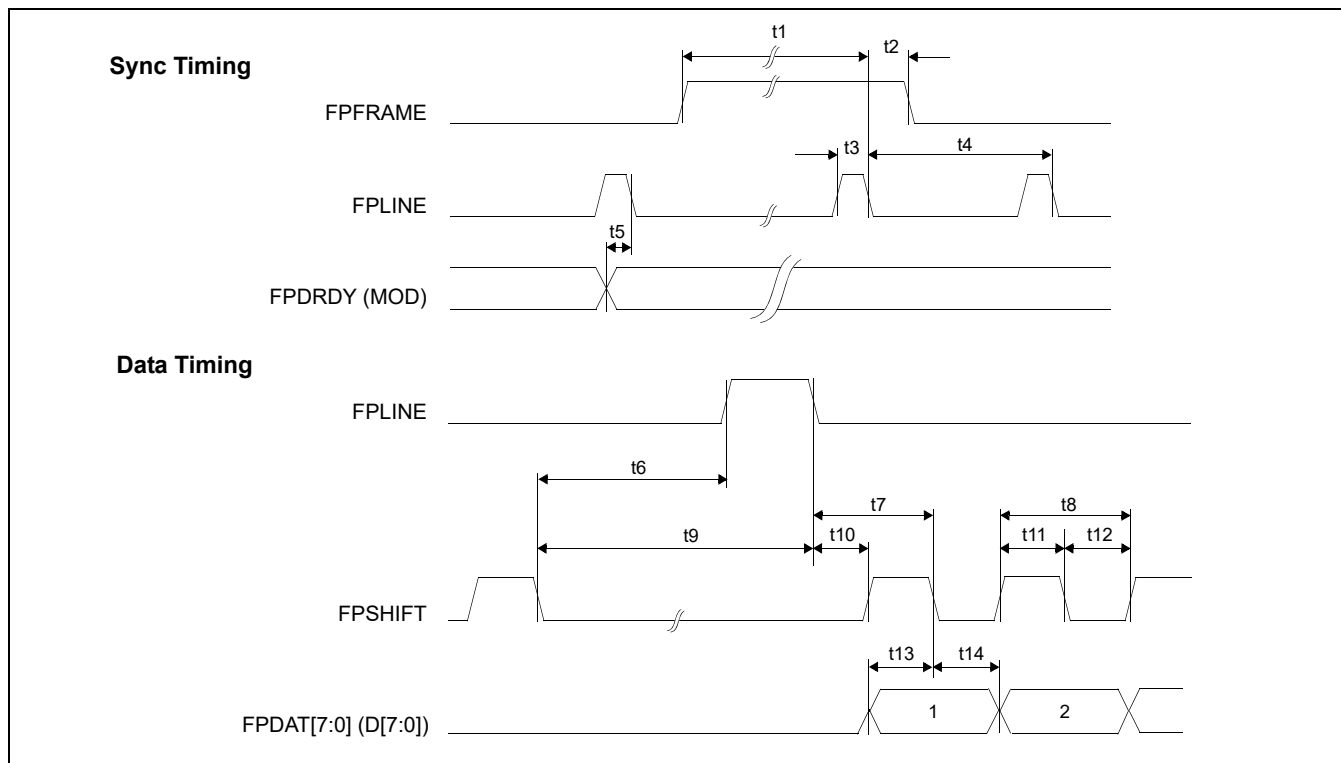 t1
t2
Sync Timing
FPFRAME
t3
t4
FPLINE
t5
FPDRDY (MOD)
Data Timing
FPLINE
t6
t7
t8
t9
t10
t11
t12
FPSHIFT
t13
t14
FPDAT[7:0] (D[7:0])
1
2